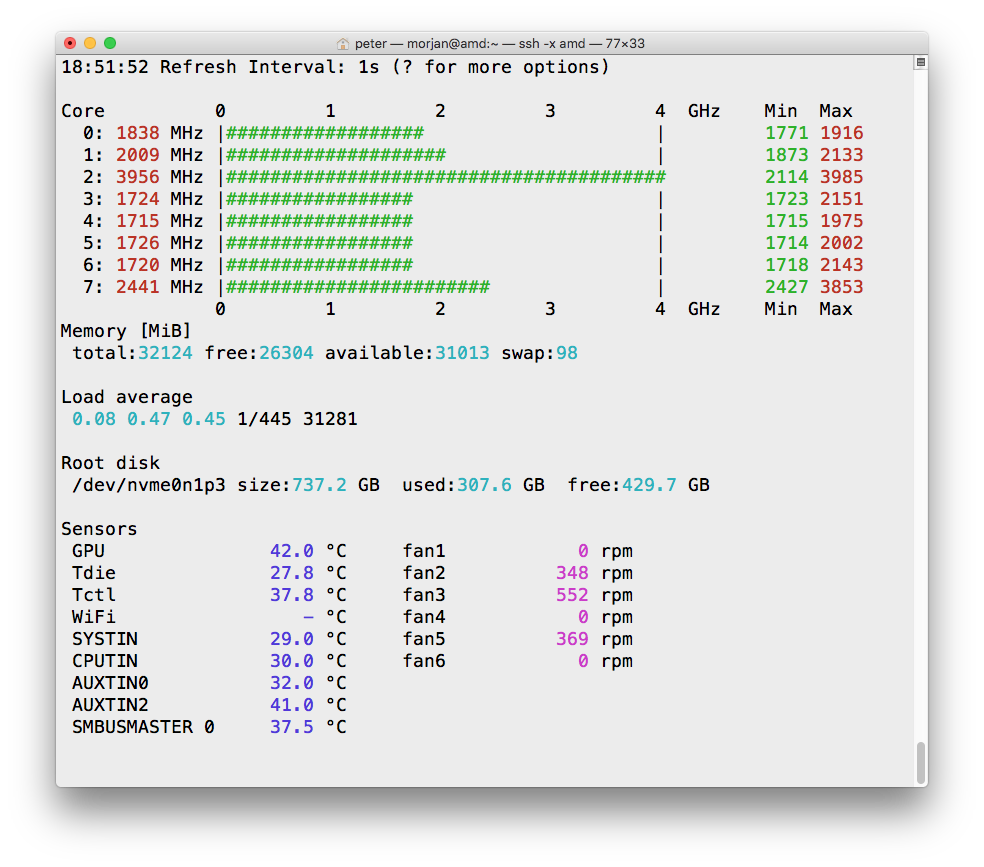 peter — morjan@amd:~ — ssh -x amd — 77×33
18:51:52 Refresh Interval: 1s (? for more options)
Core 0 1 2 3 4 GHz Min Max
0: 1838 MHz |################## | 1771 1916
1: 2009 MHz |#################### | 1873 2133
2: 3956 MHz |######################################## 2114 3985
3: 1724 MHz |################# | 1723 2151
4: 1715 MHz |################# | 1715 1975
5: 1726 MHz |################# | 1714 2002
6: 1720 MHz |################# | 1718 2143
7: 2441 MHz |######################## | 2427 3853
0 1 2 3 4 GHz Min Max
Memory [MiB]
total:32124 free:26304 available:31013 swap:98
Load average
0.08 0.47 0.45 1/445 31281
Root disk
/dev/nvme0n1p3 size:737.2 GB used:307.6 GB free:429.7 GB
Sensors
GPU 42.0 °C fan1 0 rpm
Tdie 27.8 °C fan2 348 rpm
Tctl 37.8 °C fan3 552 rpm
WiFi – °C fan4 0 rpm
SYSTIN 29.0 °C fan5 369 rpm
CPUTIN 30.0 °C fan6 0 rpm
AUXTIN0 32.0 °C
AUXTIN2 41.0 °C
SMBUSMASTER 0 37.5 °C